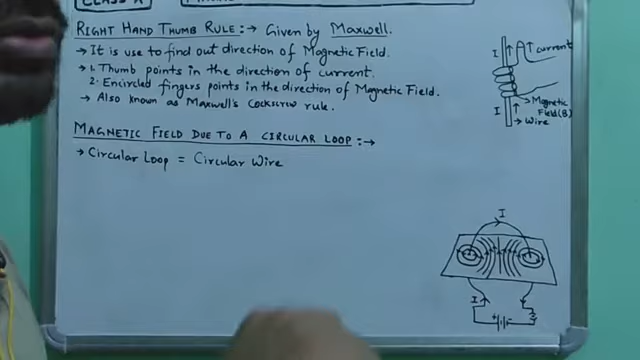 CLASS X
RIGHT HAND THUMB RULE:→ Given by Maxwell.
→ It is use to find out direction of Magnetic Field.
→ 1. Thumb points in the direction of current.
2. Encircled fingers points in the direction of Magnetic Field.
→ Also known as Maxwell's Cockscrew rule.
I current
I → Magnetic Field(B)
→ Wire
MAGNETIC FIELD DUE TO A CIRCULAR LOOP :→
→ Circular Loop = Circular Wire
I
I
+ -